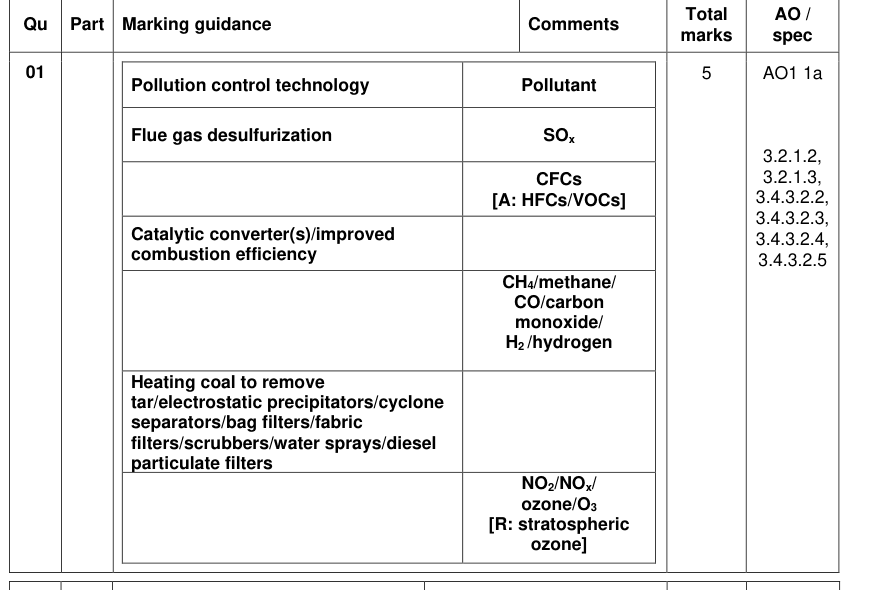 Qu Part Marking guidance Comments Total marks AO / spec
01 5 AO1 1a
Pollution control technology Pollutant
Flue gas desulfurization SOₓ
CFCs
[A: HFCs/VOCs]
Catalytic converter(s)/improved
combustion efficiency
CH₄/methane/
CO/carbon
monoxide/
H₂/hydrogen
Heating coal to remove
tar/electrostatic precipitators/cyclone
separators/bag filters/fabric
filters/scrubbers/water sprays/diesel
particulate filters
NO₂/NOₓ/
ozone/O₃
[R: stratospheric
ozone]
3.2.1.2,
3.2.1.3,
3.4.3.2.2,
3.4.3.2.3,
3.4.3.2.4,
3.4.3.2.5